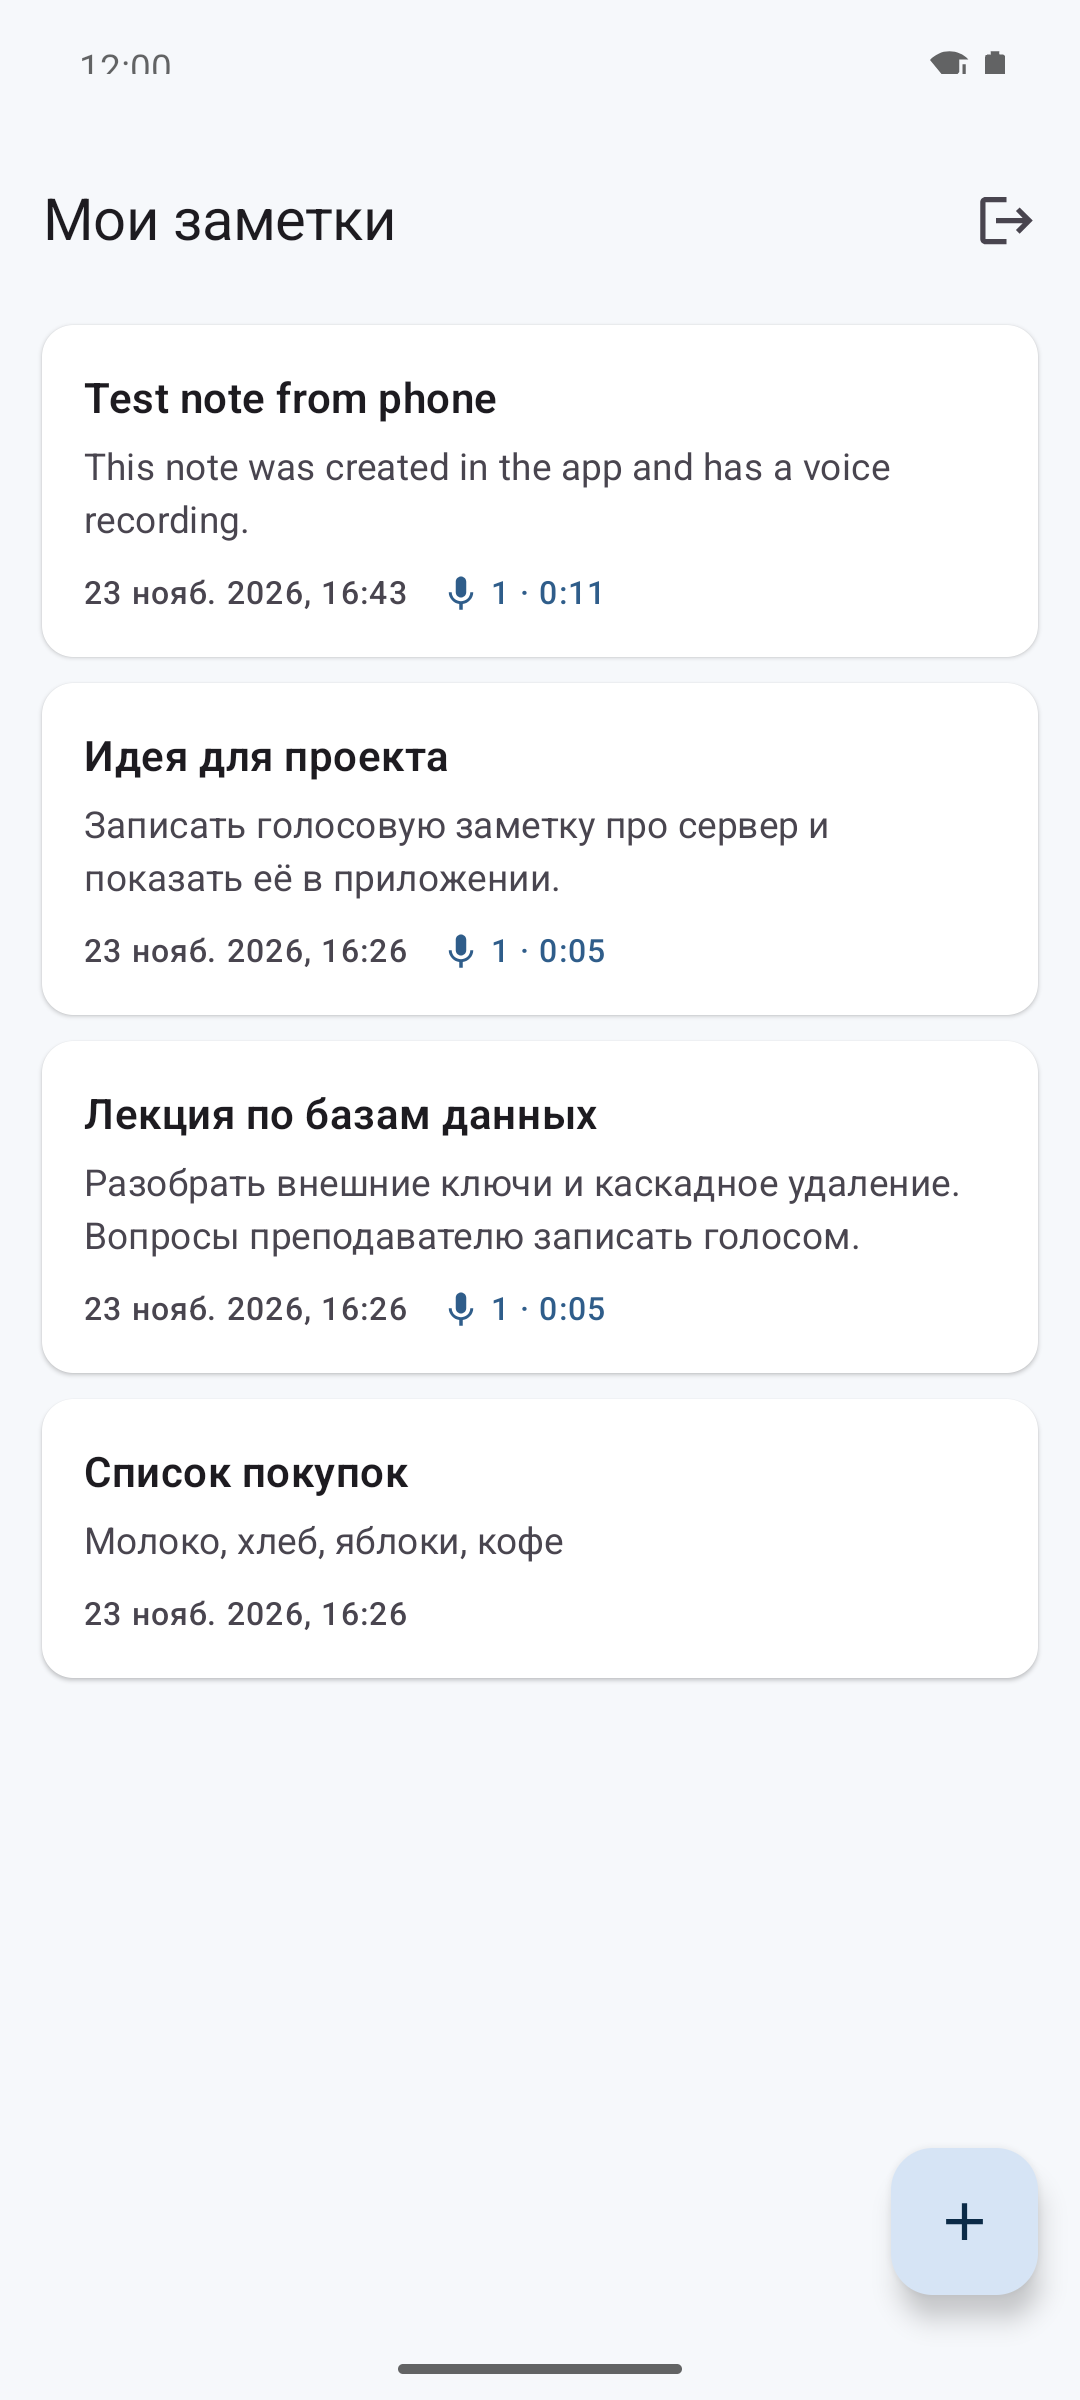 12:00
Мои заметки
Test note from phone
This note was created in the app and has a voice
recording.
23 нояб. 2026, 16:43 1 · 0:11
Идея для проекта
Записать голосовую заметку про сервер и
показать её в приложении.
23 нояб. 2026, 16:26 1 · 0:05
Лекция по базам данных
Разобрать внешние ключи и каскадное удаление.
Вопросы преподавателю записать голосом.
23 нояб. 2026, 16:26 1 · 0:05
Список покупок
Молоко, хлеб, яблоки, кофе
23 нояб. 2026, 16:26